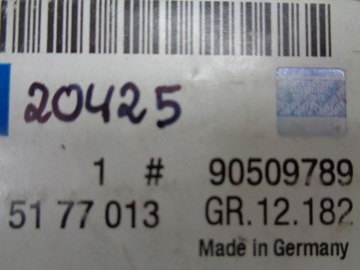 20425
1 # 90509789
51 77 013 GR.12.182
Made in Germany